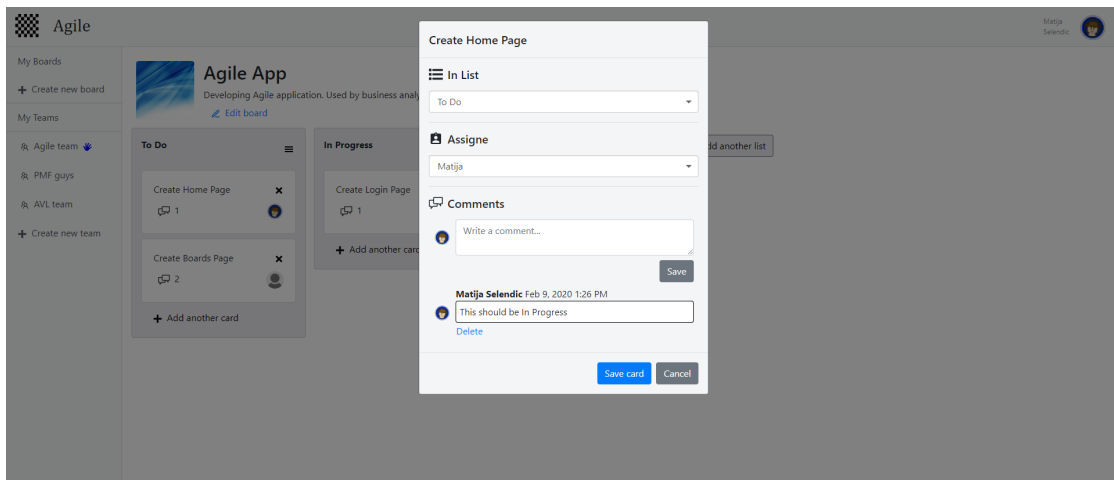 Agile
Matija
Selendic
My Boards
+ Create new board
My Teams
Agile team
PMF guys
AVL team
+ Create new team
Agile App
Developing Agile application. Used by business analy
Edit board
To Do
Create Home Page
1
Create Boards Page
2
+ Add another card
In Progress
Create Login Page
1
+ Add another card
dd another list
Create Home Page
In List
To Do
Assigne
Matija
Comments
Write a comment...
Save
Matija Selendic Feb 9, 2020 1:26 PM
This should be In Progress
Delete
Save card
Cancel